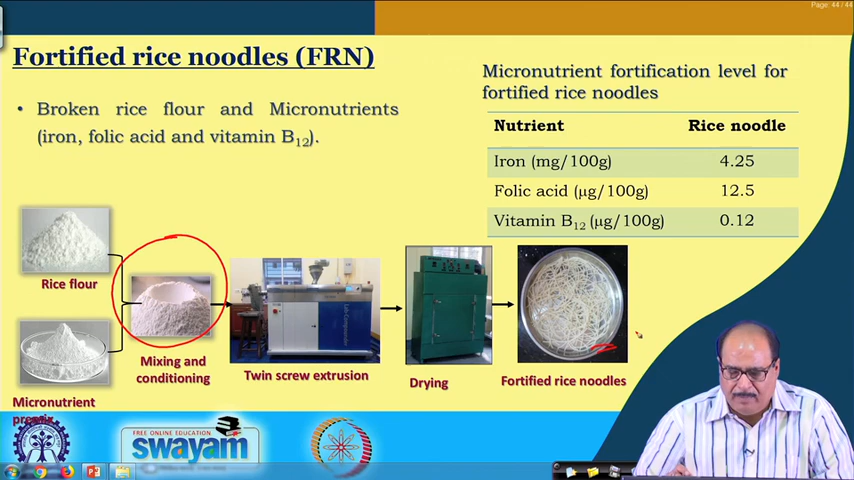 Page: 44 / 44
Fortified rice noodles (FRN)
• Broken rice flour and Micronutrients
(iron, folic acid and vitamin B12).
Micronutrient fortification level for
fortified rice noodles
Nutrient Rice noodle
Iron (mg/100g) 4.25
Folic acid (µg/100g) 12.5
Vitamin B12 (µg/100g) 0.12
Rice flour
Micronutrient
premix
Mixing and
conditioning
Twin screw extrusion
Drying
Fortified rice noodles
FREE ONLINE EDUCATION
swayam